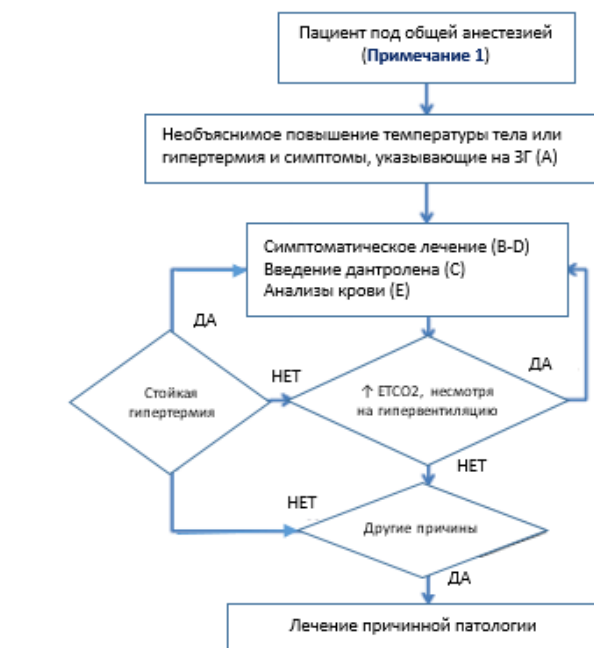 Пациент под общей анестезией
(Примечание 1)
Необъяснимое повышение температуры тела или
гипертермия и симптомы, указывающие на ЗГ (А)
Симптоматическое лечение (B-D)
Введение дантролена (C)
Анализы крови (E)
ДА
Стойкая
гипертермия
НЕТ
↑ ETCO2, несмотря
на гипервентиляцию
ДА
НЕТ
НЕТ
Другие причины
ДА
Лечение причинной патологии